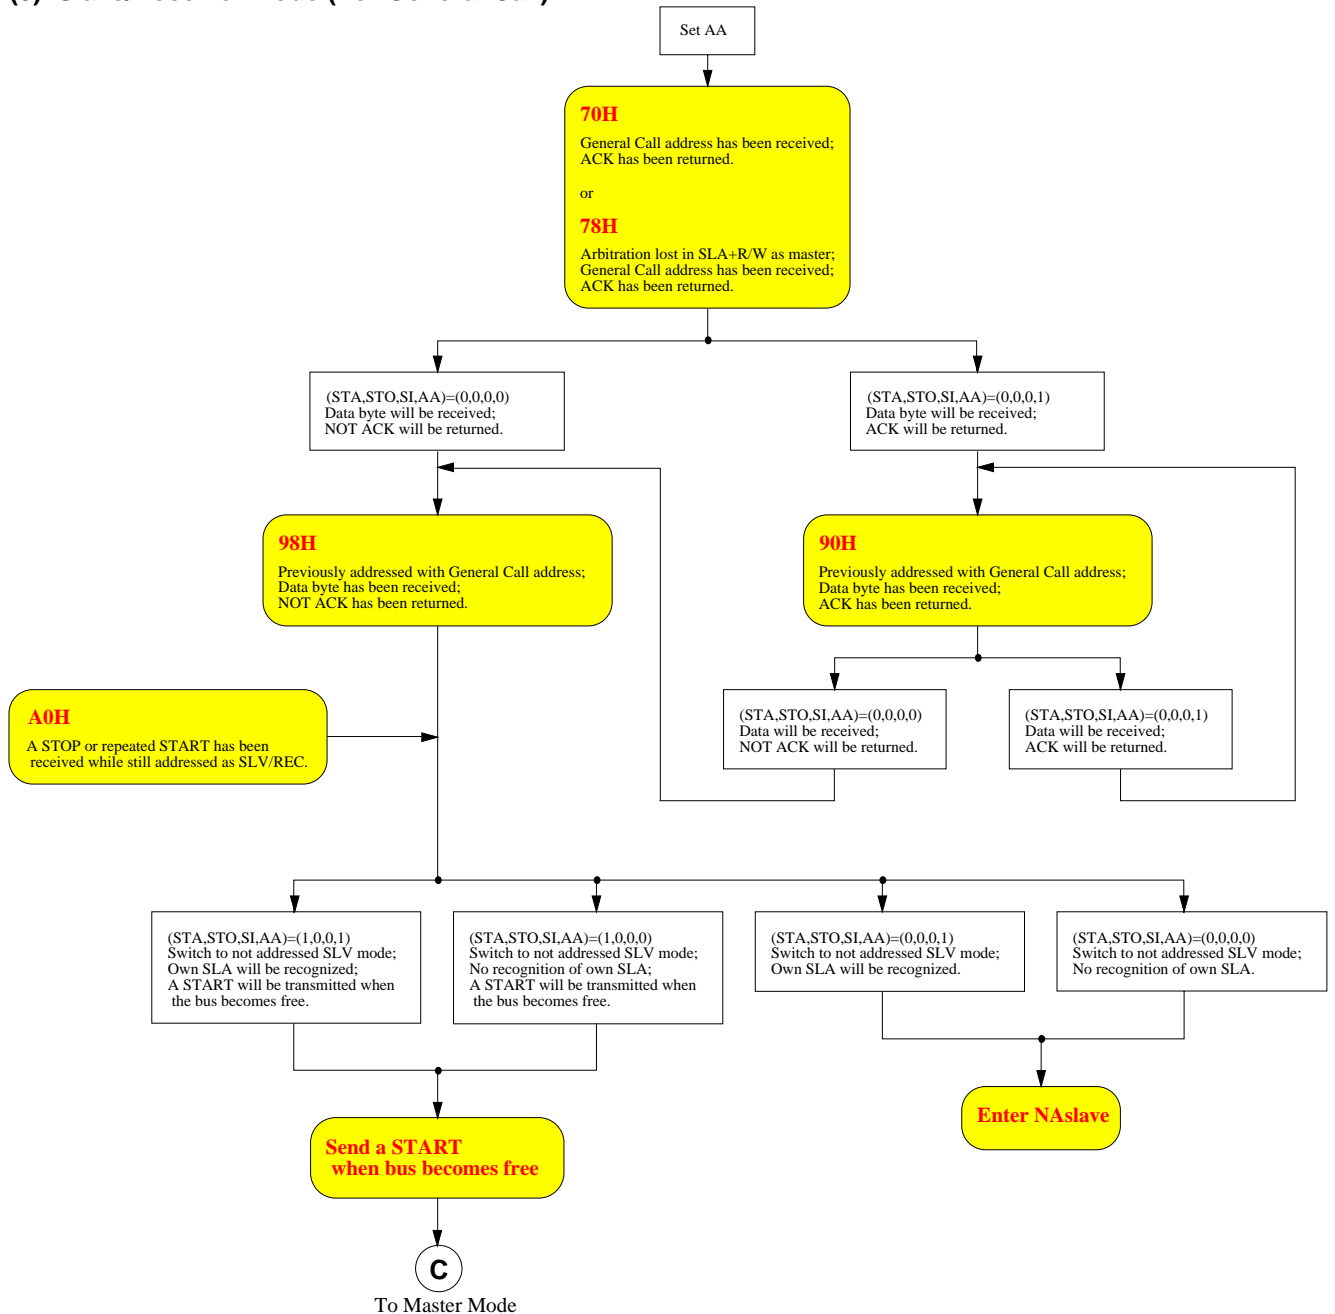 Set AA
70H
General Call address has been received;
ACK has been returned.
or
78H
Arbitration lost in SLA+R/W as master;
General Call address has been received;
ACK has been returned.
(STA,STO,SI,AA)=(0,0,0,0)
Data byte will be received;
NOT ACK will be returned.
(STA,STO,SI,AA)=(0,0,0,1)
Data byte will be received;
ACK will be returned.
98H
Previously addressed with General Call address;
Data byte has been received;
NOT ACK has been returned.
90H
Previously addressed with General Call address;
Data byte has been received;
ACK has been returned.
A0H
A STOP or repeated START has been
received while still addressed as SLV/REC.
(STA,STO,SI,AA)=(0,0,0,0)
Data will be received;
NOT ACK will be returned.
(STA,STO,SI,AA)=(0,0,0,1)
Data will be received;
ACK will be returned.
(STA,STO,SI,AA)=(1,0,0,1)
Switch to not addressed SLV mode;
Own SLA will be recognized;
A START will be transmitted when
the bus becomes free.
(STA,STO,SI,AA)=(1,0,0,0)
Switch to not addressed SLV mode;
No recognition of own SLA;
A START will be transmitted when
the bus becomes free.
(STA,STO,SI,AA)=(0,0,0,1)
Switch to not addressed SLV mode;
Own SLA will be recognized.
(STA,STO,SI,AA)=(0,0,0,0)
Switch to not addressed SLV mode;
No recognition of own SLA.
Send a START
when bus becomes free
Enter NAslave
C
To Master Mode